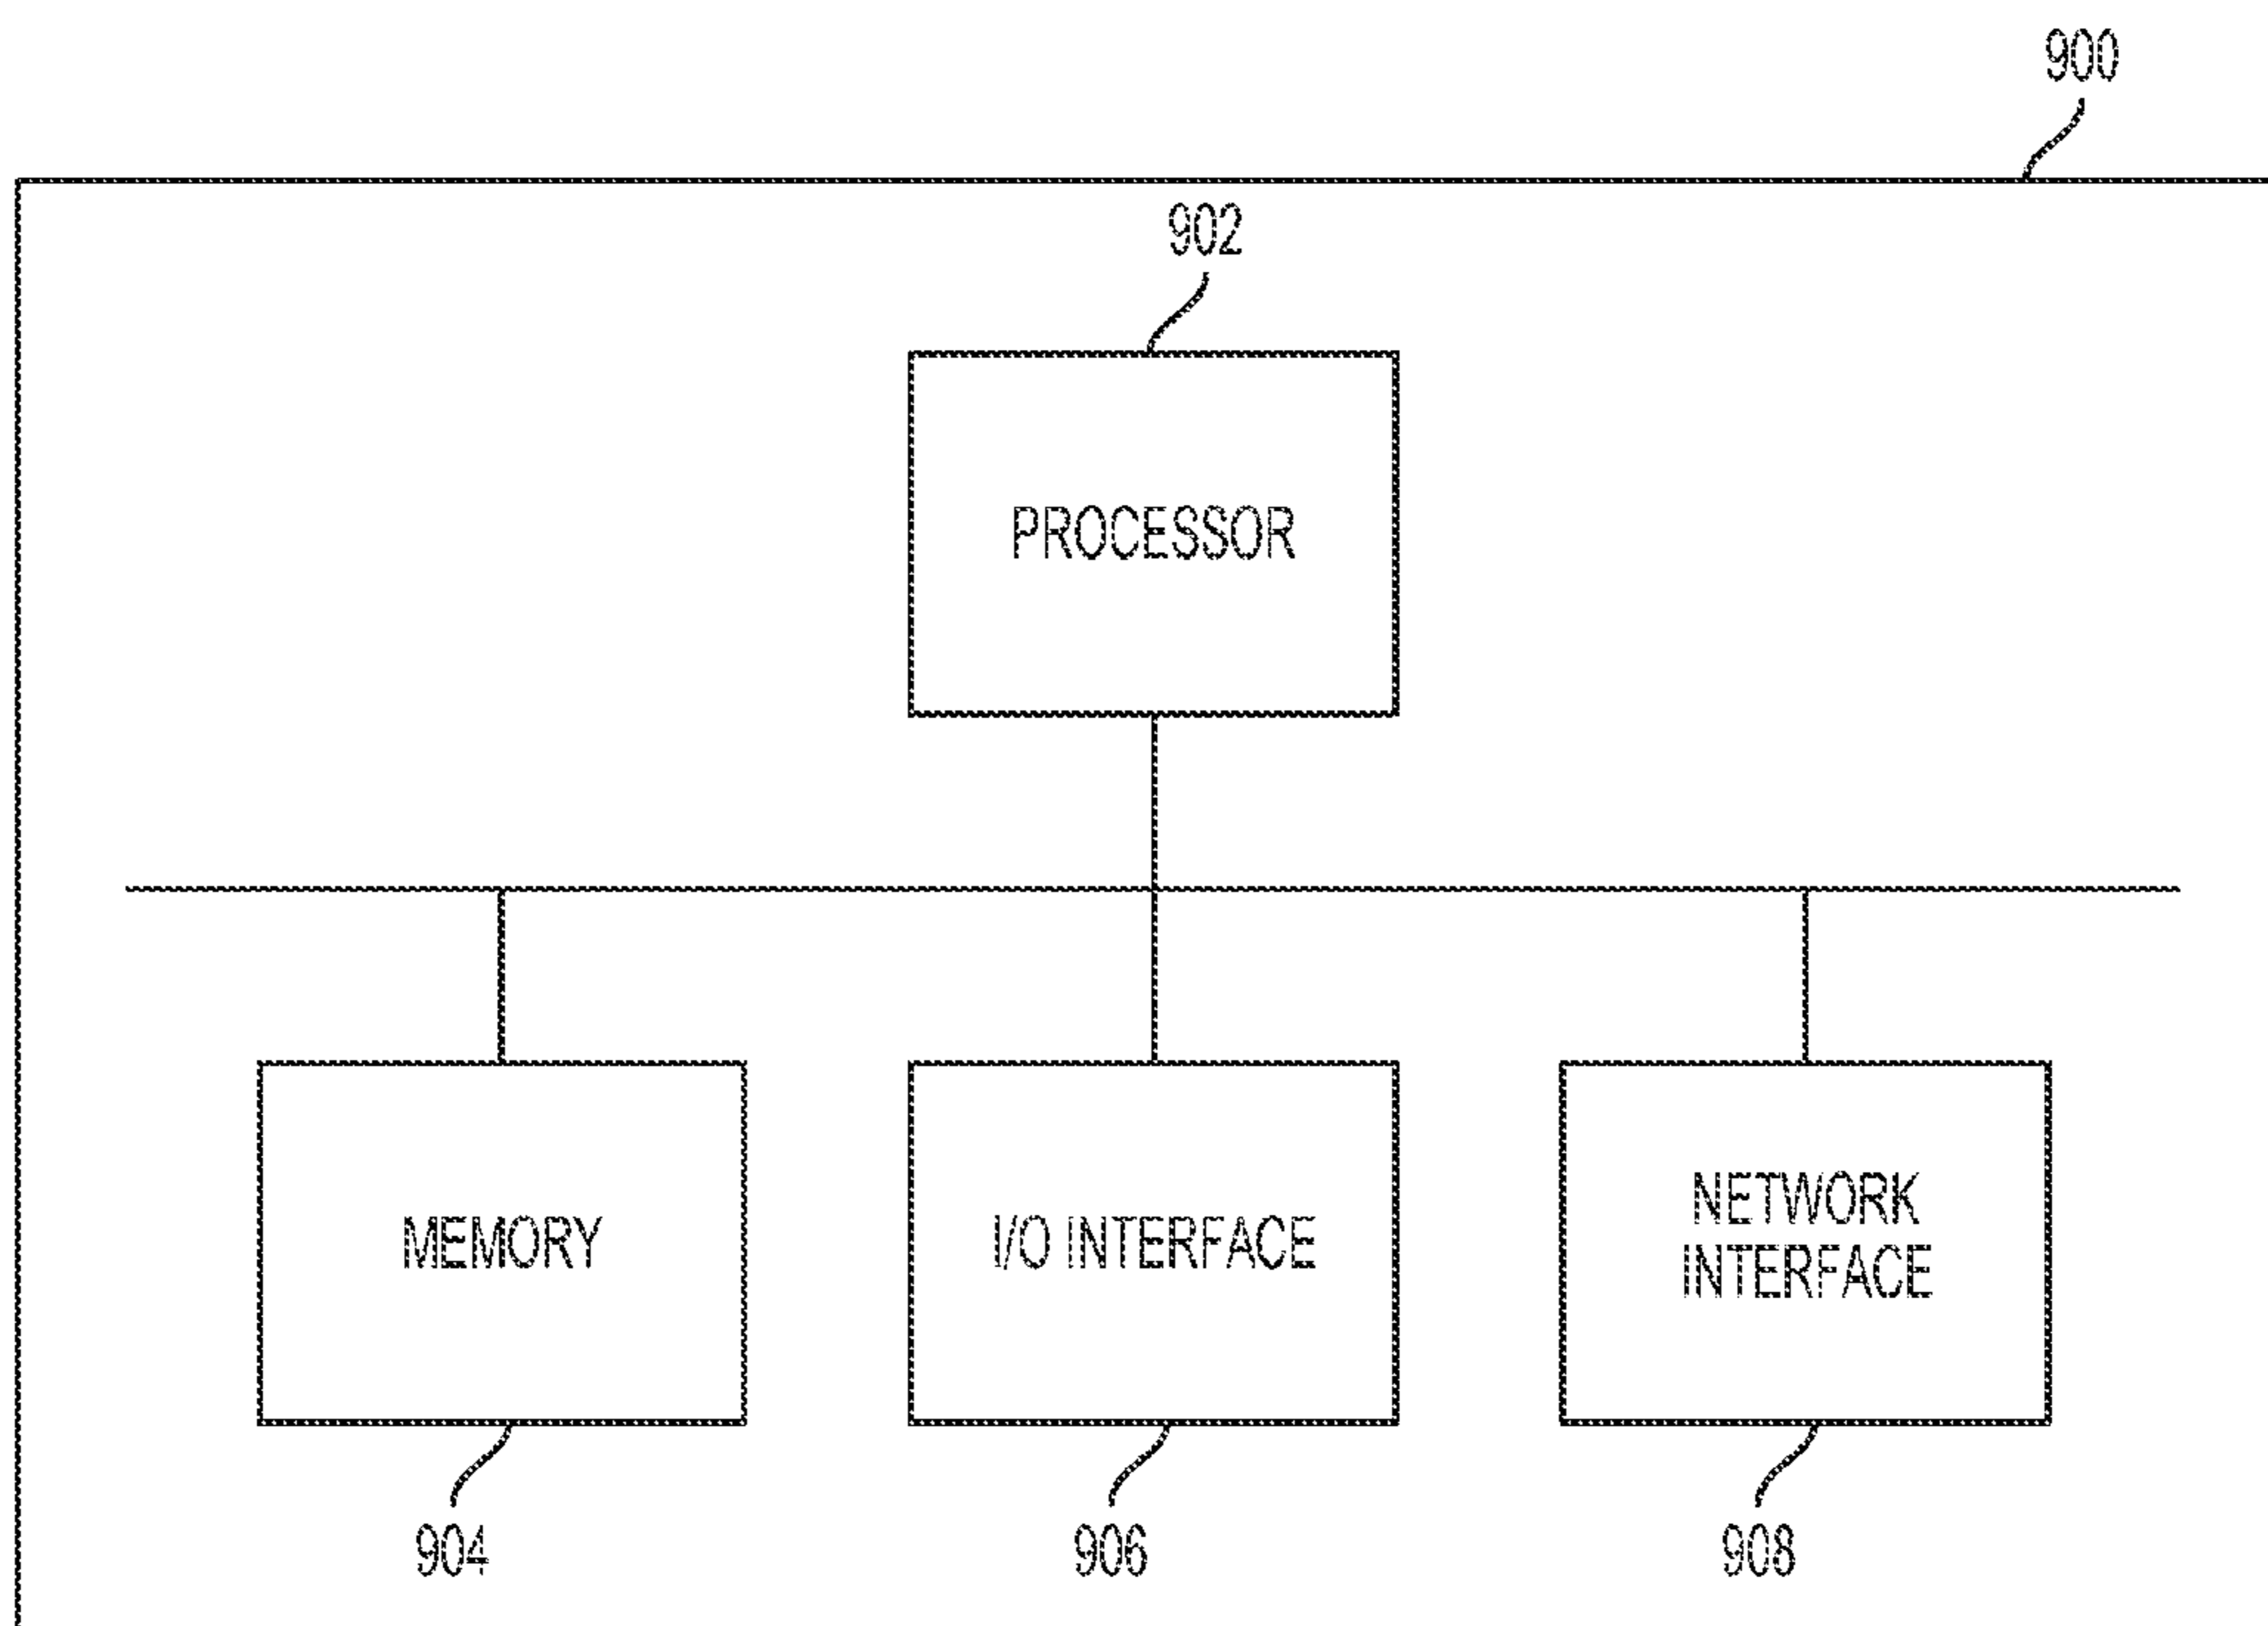 900
902
PROCESSOR
MEMORY
I/O INTERFACE
NETWORK
INTERFACE
904
906
908